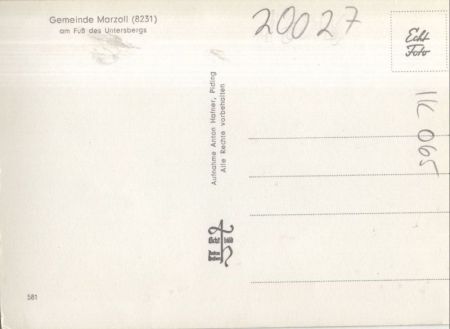 Gemeinde Marzoll (8231)
am Fuß des Untersbergs
20027
Echt
Foto
Aufnahme Anton Hafner, Piding
Alle Rechte vorbehalten
065
581